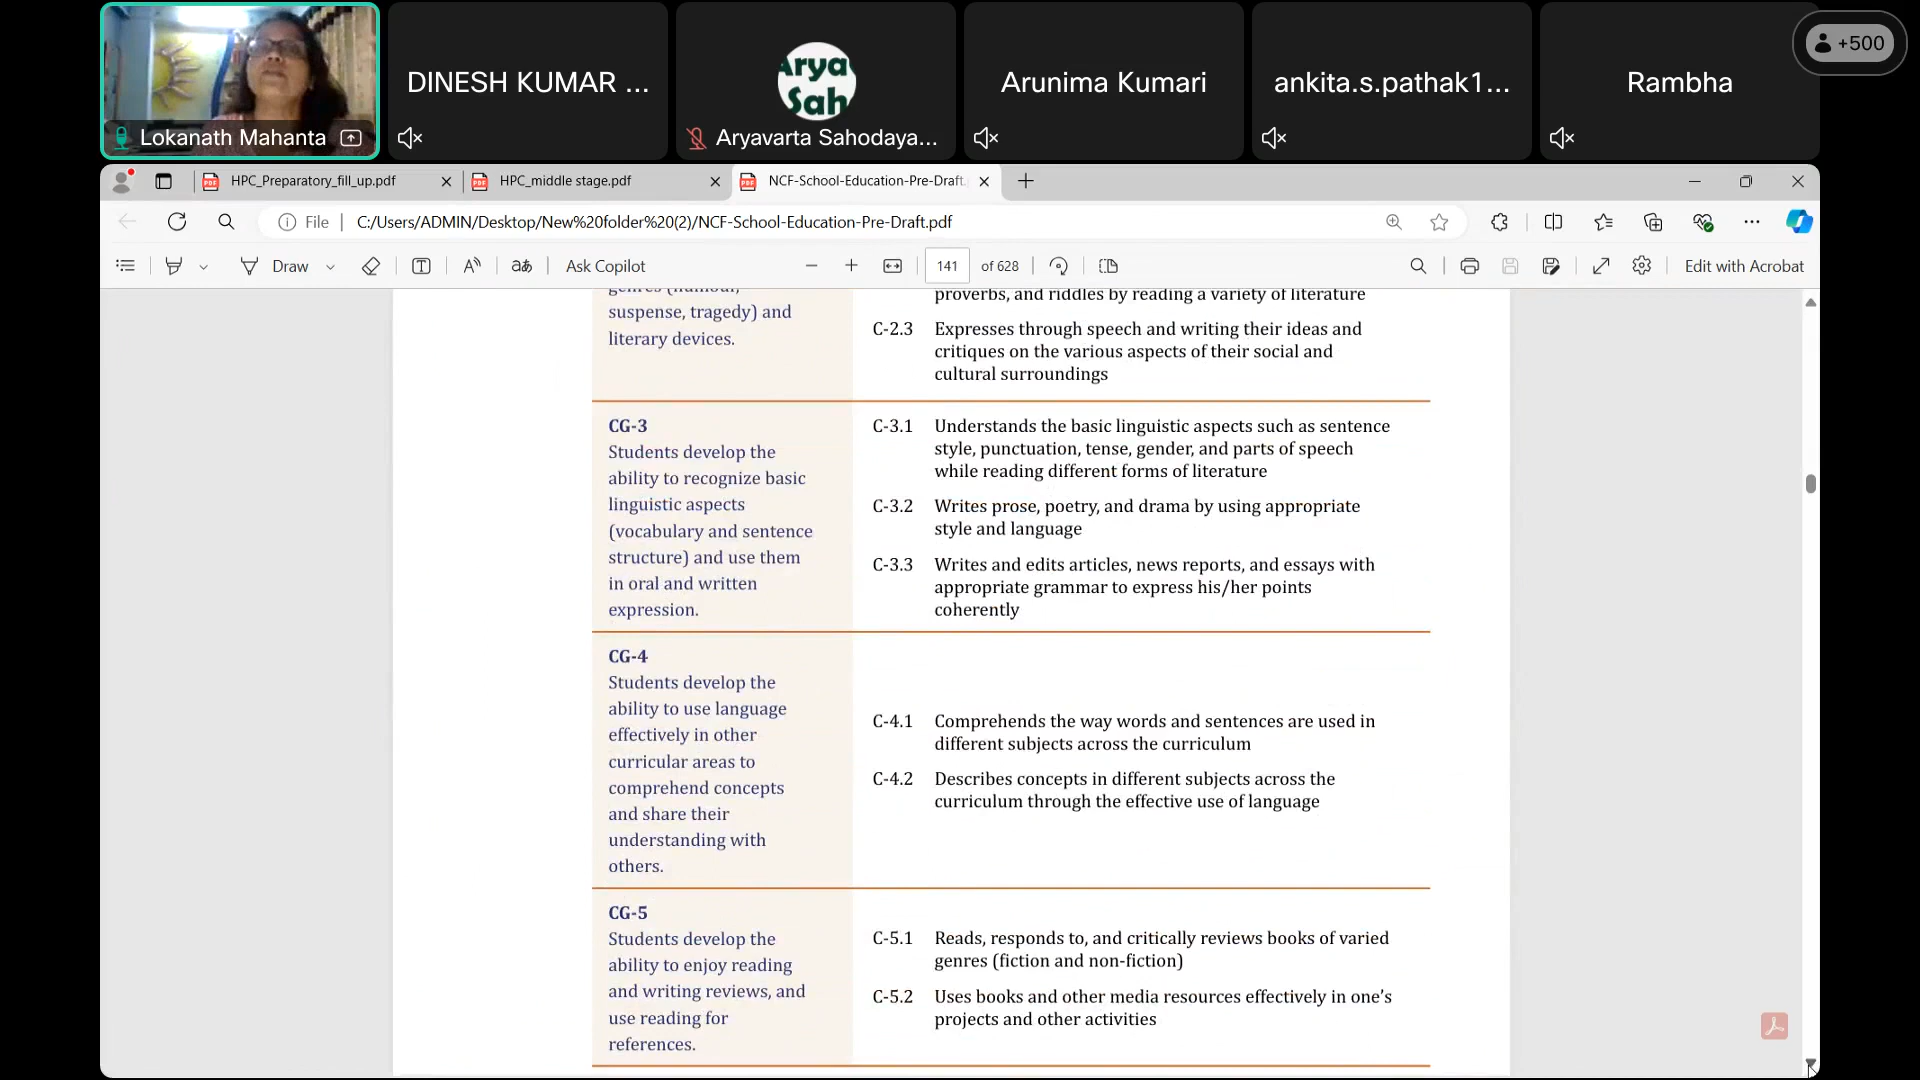 +500
DINESH KUMAR ...
Arya
Sah
Arunima Kumari
ankita.s.pathak1...
Rambha
Lokanath Mahanta
Aryavarta Sahodaya...
HPC_Preparatory_fill_up.pdf
HPC_middle stage.pdf
NCF-School-Education-Pre-Draft.
File
C:/Users/ADMIN/Desktop/New%20folder%20(2)/NCF-School-Education-Pre-Draft.pdf
Draw
Ask Copilot
141
of 628
Edit with Acrobat
genres (humour,
suspense, tragedy) and
literary devices.
proverbs, and riddles by reading a variety of literature
C-2.3 Expresses through speech and writing their ideas and
critiques on the various aspects of their social and
cultural surroundings
CG-3
Students develop the
ability to recognize basic
linguistic aspects
(vocabulary and sentence
structure) and use them
in oral and written
expression.
C-3.1 Understands the basic linguistic aspects such as sentence
style, punctuation, tense, gender, and parts of speech
while reading different forms of literature
C-3.2 Writes prose, poetry, and drama by using appropriate
style and language
C-3.3 Writes and edits articles, news reports, and essays with
appropriate grammar to express his/her points
coherently
CG-4
Students develop the
ability to use language
effectively in other
curricular areas to
comprehend concepts
and share their
understanding with
others.
C-4.1 Comprehends the way words and sentences are used in
different subjects across the curriculum
C-4.2 Describes concepts in different subjects across the
curriculum through the effective use of language
CG-5
Students develop the
ability to enjoy reading
and writing reviews, and
use reading for
references.
C-5.1 Reads, responds to, and critically reviews books of varied
genres (fiction and non-fiction)
C-5.2 Uses books and other media resources effectively in one's
projects and other activities